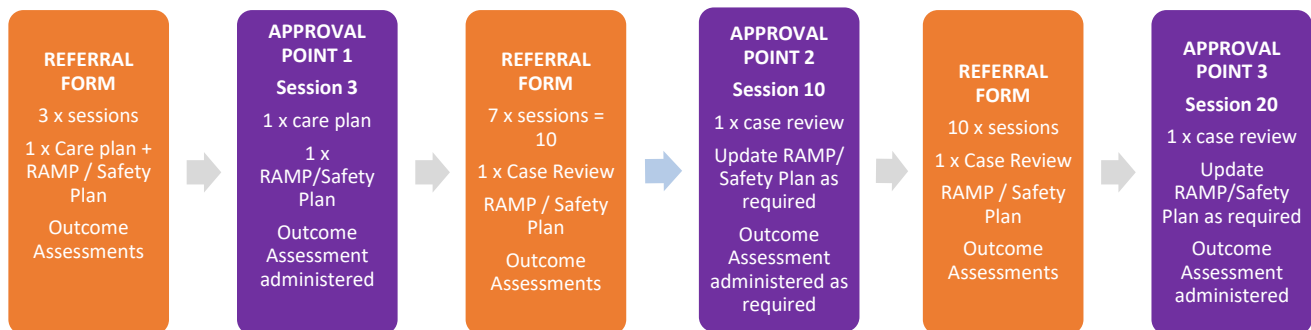 REFERRAL
FORM
3 x sessions
1 x Care plan +
RAMP / Safety
Plan
Outcome
Assessments
APPROVAL
POINT 1
Session 3
1 x care plan
1 x
RAMP/Safety
Plan
Outcome
Assessment
administered
REFERRAL
FORM
7 x sessions =
10
1 x Case Review
RAMP / Safety
Plan
Outcome
Assessments
APPROVAL
POINT 2
Session 10
1 x case review
Update RAMP/
Safety Plan as
required
Outcome
Assessment
administered as
required
REFERRAL
FORM
10 x sessions
1 x Case Review
RAMP / Safety
Plan
Outcome
Assessments
APPROVAL
POINT 3
Session 20
1 x case review
Update
RAMP/Safety
Plan as required
Outcome
Assessment
administered